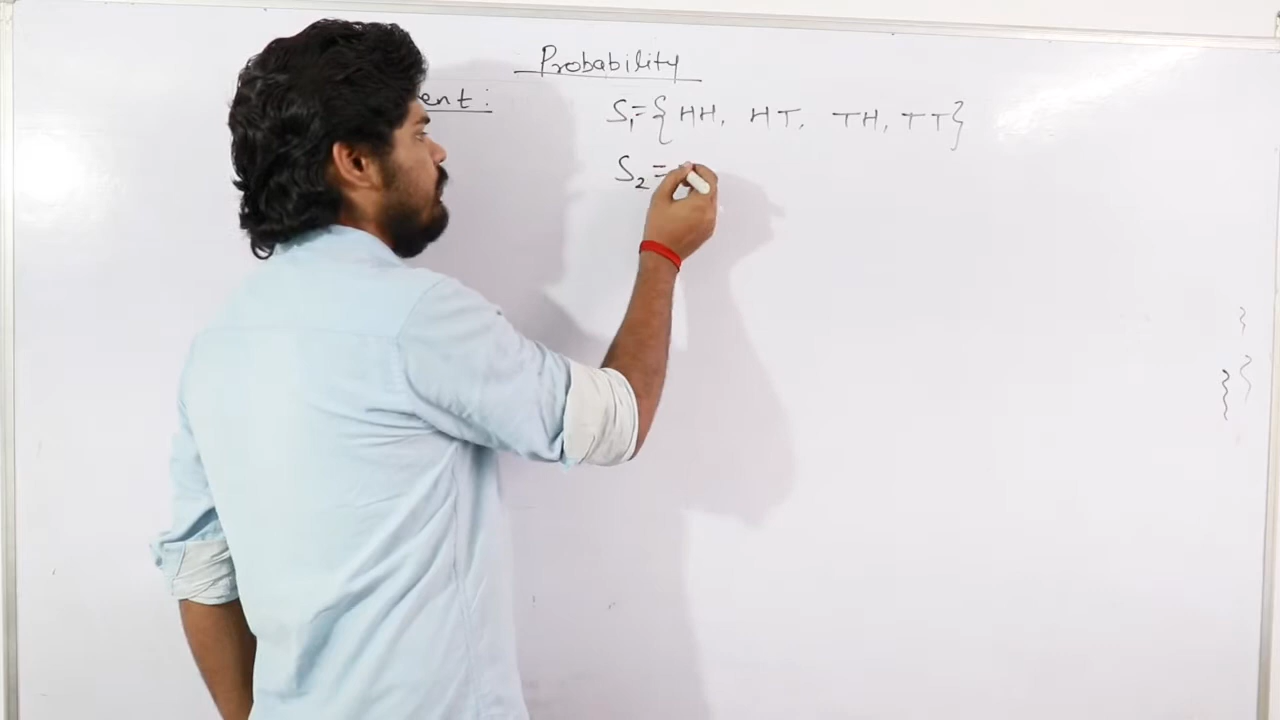 Probability
ent:
S₁={HH, HT, TH, TT}
S₂=